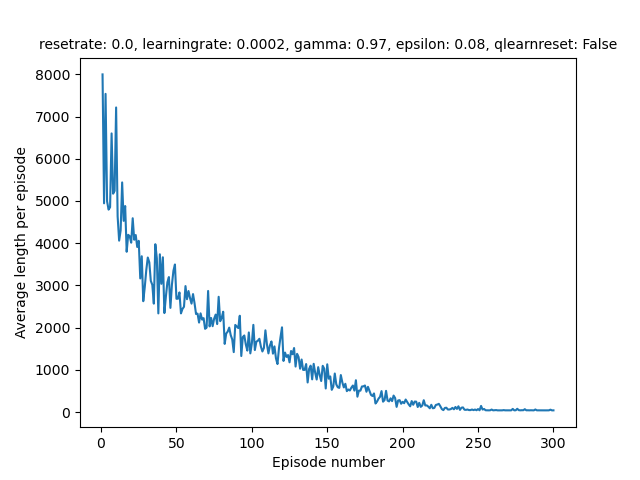 resetrate: 0.0, learningrate: 0.0002, gamma: 0.97, epsilon: 0.08, qlearnreset: False
8000
7000
6000
5000
4000
3000
2000
1000
0
Average length per episode
0 50 100 150 200 250 300
Episode number